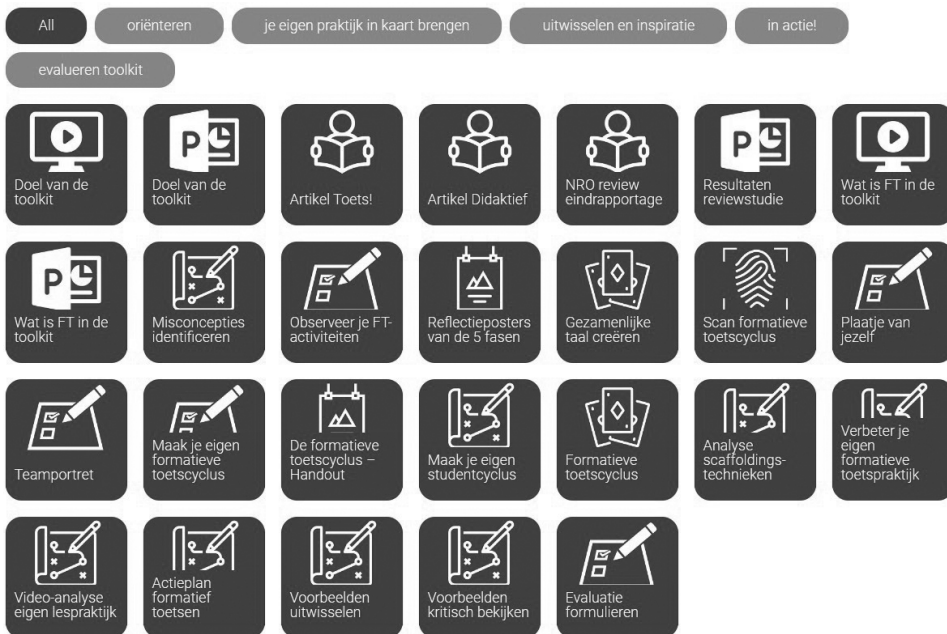 All
oriënteren
je eigen praktijk in kaart brengen
uitwisselen en inspiratie
in actie!
evalueren toolkit
Doel van de
toolkit
P
Doel van de
toolkit
Artikel Toets!
Artikel Didaktief
NRO review
eindrapportage
P
Resultaten
reviewstudie
Wat is FT in de
toolkit
P
Wat is FT in de
toolkit
Misconcepties
identificeren
Observeer je FT-
activiteiten
Reflectieposters
van de 5 fasen
Gezamenlijke
taal creëren
Scan formatieve
toetscyclus
Plaatje van
jezelf
Teamportret
Maak je eigen
formatieve
toetscyclus
De formatieve
toetscyclus –
Handout
Maak je eigen
studentcyclus
Formatieve
toetscyclus
Analyse
scaffoldings-
technieken
Verbeter je
eigen
formatieve
toetspraktijk
Video-analyse
eigen lespraktijk
Actieplan
formatief
toetsen
Voorbeelden
uitwisselen
Voorbeelden
kritisch bekijken
Evaluatie
formulieren